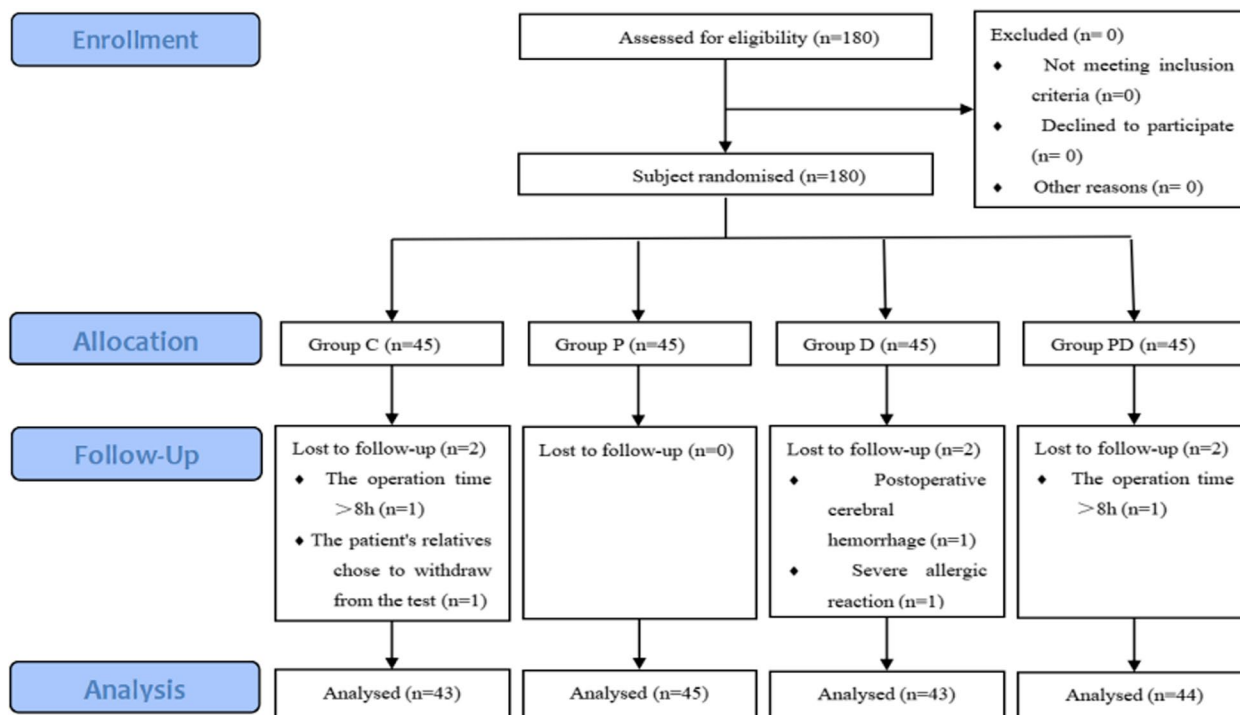 Enrollment
Assessed for eligibility (n=180)
Excluded (n= 0)
♦ Not meeting inclusion
criteria (n=0)
♦ Declined to participate
(n= 0)
♦ Other reasons (n= 0)
Subject randomised (n=180)
Allocation
Group C (n=45)
Group P (n=45)
Group D (n=45)
Group PD (n=45)
Follow-Up
Lost to follow-up (n=2)
♦ The operation time
>8h (n=1)
♦ The patient's relatives
chose to withdraw
from the test (n=1)
Lost to follow-up (n=0)
Lost to follow-up (n=2)
♦ Postoperative
cerebral
hemorrhage (n=1)
♦ Severe allergic
reaction (n=1)
Lost to follow-up (n=2)
♦ The operation time
>8h (n=1)
Analysis
Analysed (n=43)
Analysed (n=45)
Analysed (n=43)
Analysed (n=44)